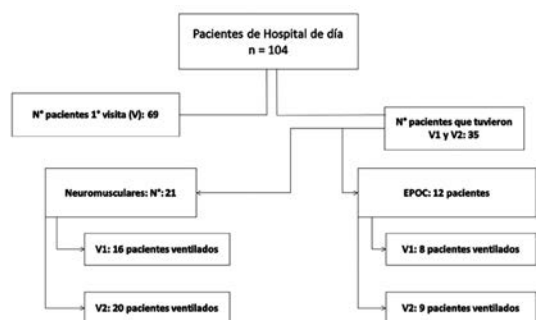 Pacientes de Hospital de día
n = 104
N° pacientes 1° visita (V): 69
N° pacientes que tuvieron
V1 y V2: 35
Neuromusculares: N°: 21
EPOC: 12 pacientes
V1: 16 pacientes ventilados
V1: 8 pacientes ventilados
V2: 20 pacientes ventilados
V2: 9 pacientes ventilados